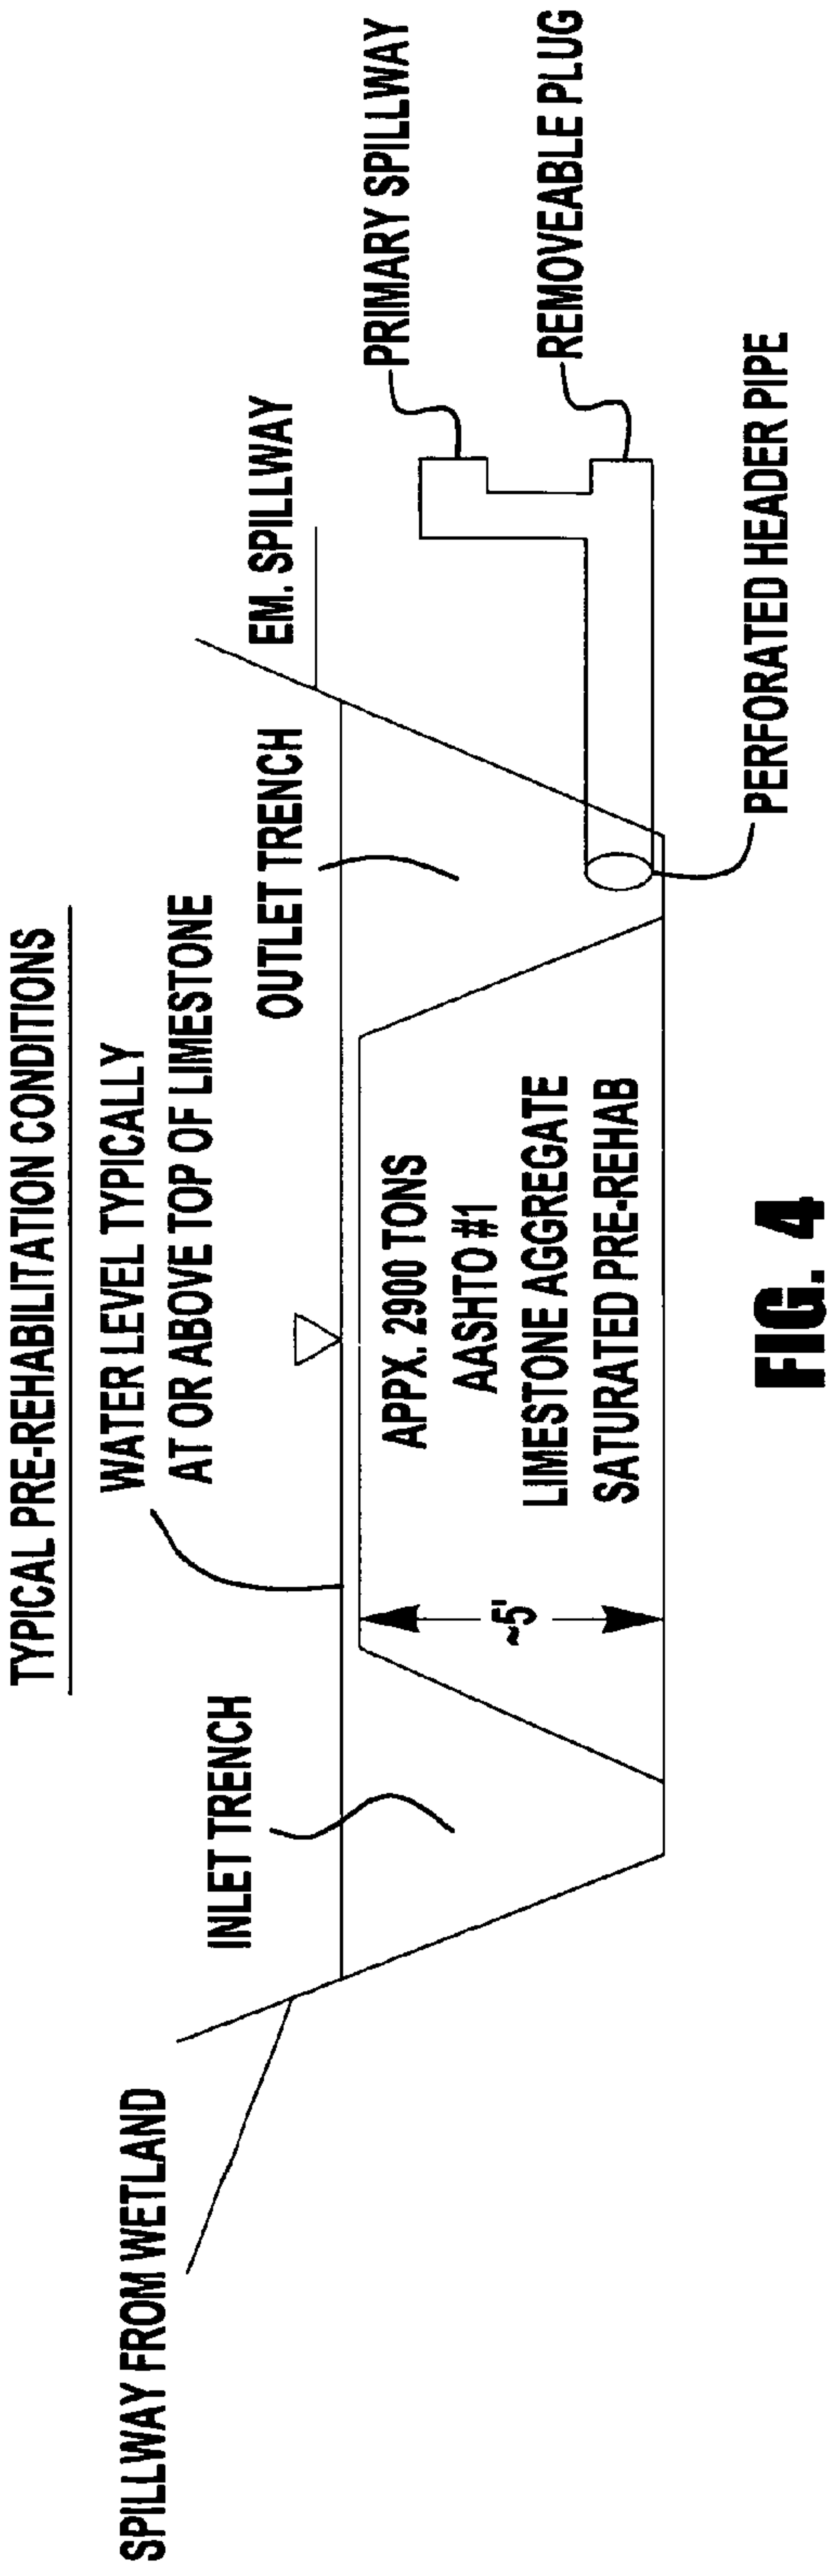 TYPICAL PRE-REHABILITATION CONDITIONS
WATER LEVEL TYPICALLY
AT OR ABOVE TOP OF LIMESTONE
SPILLWAY FROM WETLAND
INLET TRENCH
OUTLET TRENCH
EM. SPILLWAY
PRIMARY SPILLWAY
REMOVEABLE PLUG
~5'
APPX. 2900 TONS
AASHTO #1
LIMESTONE AGGREGATE
SATURATED PRE-REHAB
PERFORATED HEADER PIPE
FIG. 4